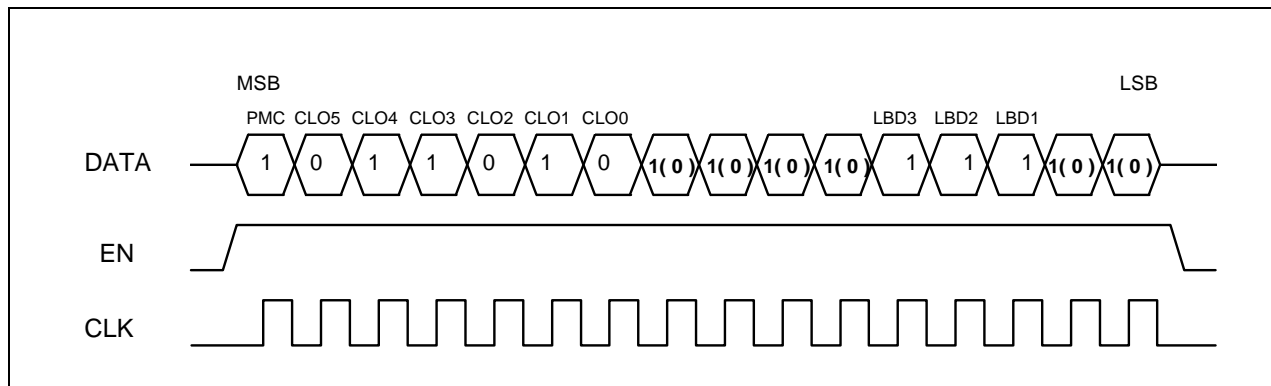 MSB LSB
PMC CLO5 CLO4 CLO3 CLO2 CLO1 CLO0 LBD3 LBD2 LBD1
DATA 1 0 1 1 0 1 0 1( 0 ) 1( 0 ) 1( 0 ) 1( 0 ) 1 1 1 1( 0 ) 1( 0 )
EN
CLK